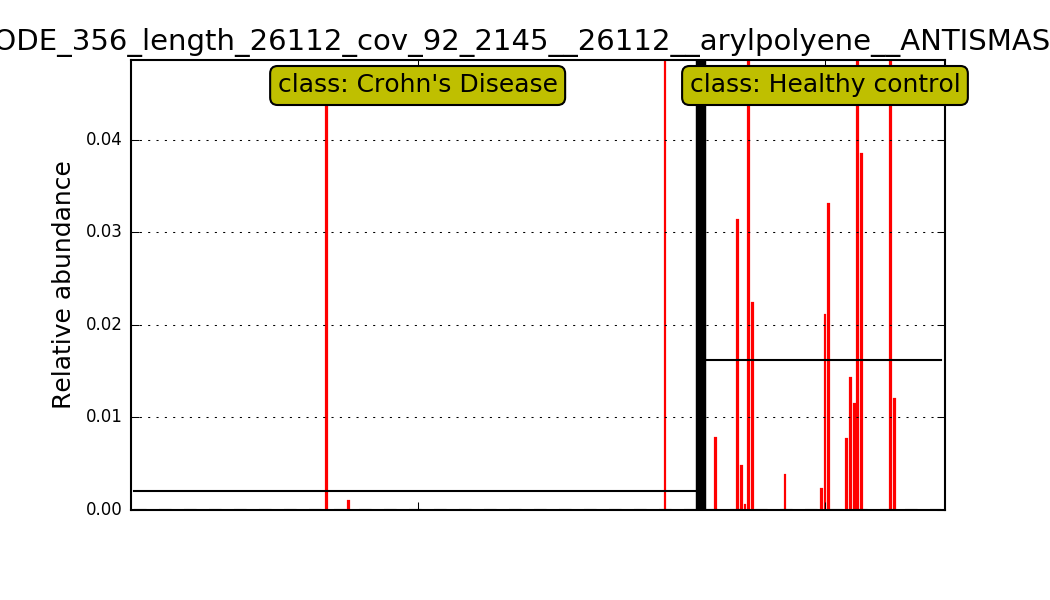 ODE_356_length_26112_cov_92_2145__26112__arylpolyene__ANTISMAS
class: Crohn's Disease
class: Healthy control
Relative abundance
0.04
0.03
0.02
0.01
0.00